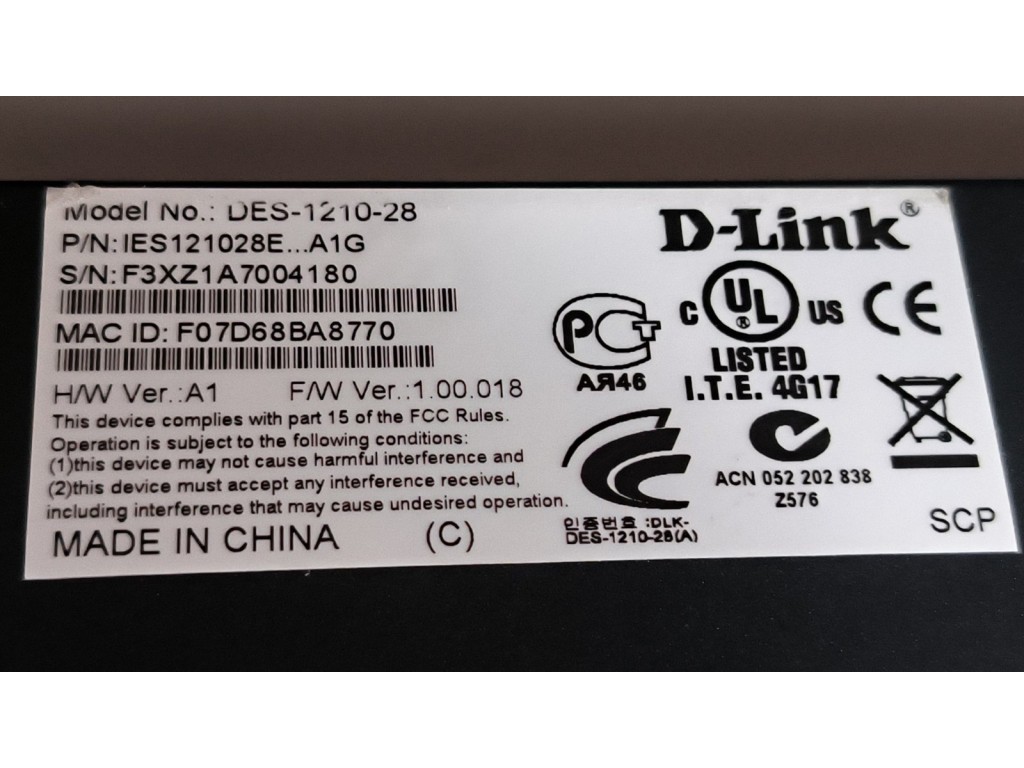 Model No.: DES-1210-28
P/N: IES121028E...A1G
S/N: F3XZ1A7004180
MAC ID: F07D68BA8770
H/W Ver.:A1 F/W Ver.:1.00.018
This device complies with part 15 of the FCC Rules.
Operation is subject to the following conditions:
(1)this device may not cause harmful interference and
(2)this device must accept any interference received,
including interference that may cause undesired operation.
MADE IN CHINA (C)
D-Link®
PCT
АЯ46
C UL® US
LISTED
I.T.E. 4G17
CE
ACN 052 202 838
Z576
인증번호 :DLK-
DES-1210-28(A)
SCP